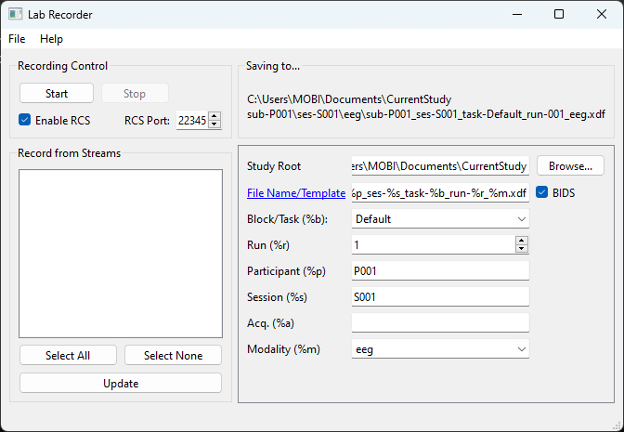 Lab Recorder
File Help
Recording Control
Start Stop
Enable RCS RCS Port: 22345
Saving to...
C:\Users\MOBI\Documents\CurrentStudy
sub-P001\ses-S001\eeg\sub-P001_ses-S001_task-Default_run-001_eeg.xdf
Record from Streams
Select All Select None
Update
Study Root ers\MOBI\Documents\CurrentStudy Browse...
File Name/Template %p_ses-%s_task-%b_run-%r_%m.xdf BIDS
Block/Task (%b): Default
Run (%r) 1
Participant (%p) P001
Session (%s) S001
Acq. (%a)
Modality (%m) eeg